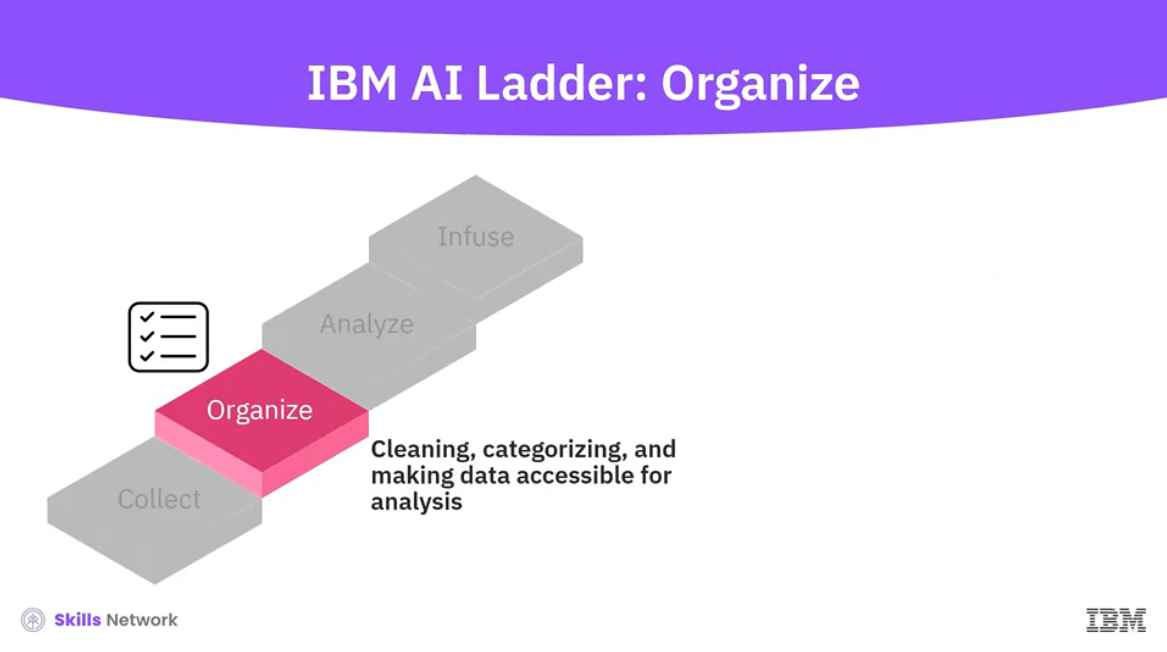 IBM AI Ladder: Organize
Infuse
Analyze
Organize
Cleaning, categorizing, and
making data accessible for
analysis
Collect
Skills Network
IBM